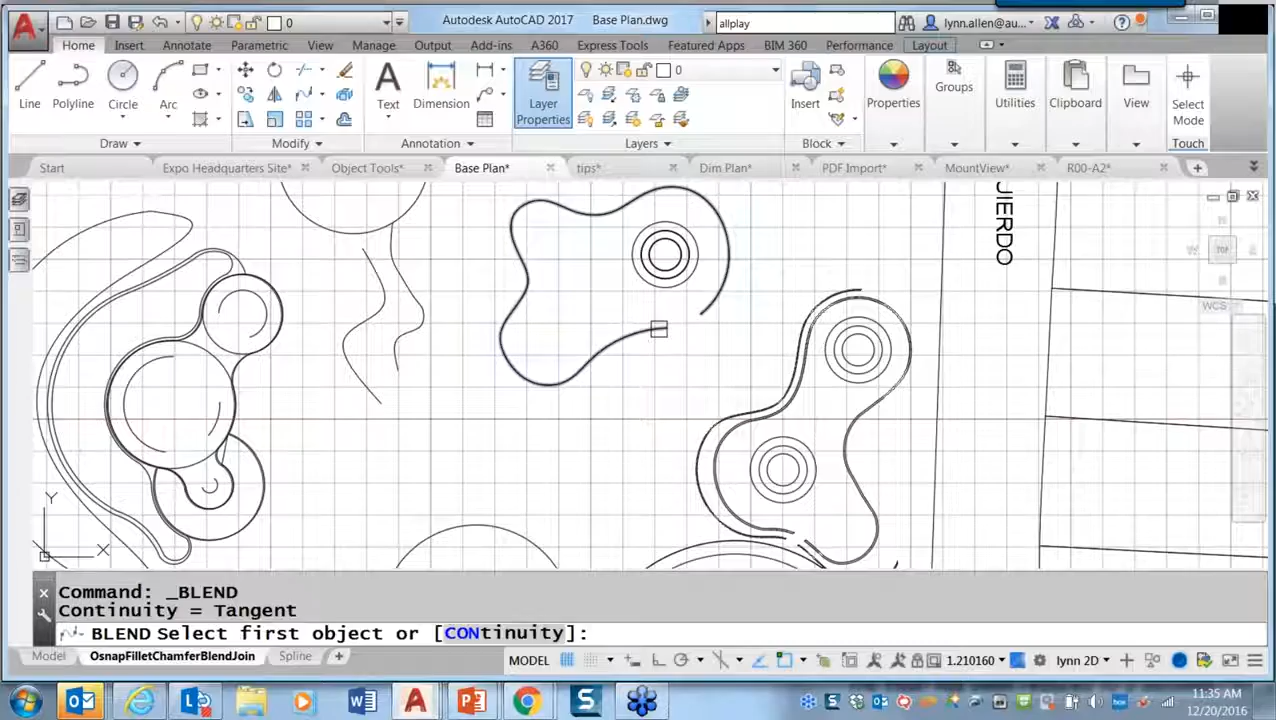 Autodesk AutoCAD 2017 Base Plan.dwg
allplay
lynn.allen@au...
0
Home Insert Annotate Parametric View Manage Output Add-ins A360 Express Tools Featured Apps BIM 360 Performance Layout
0
Line Polyline Circle Arc
Text Dimension
Layer Properties
Insert
Properties Groups Utilities Clipboard View
Select Mode
Draw Modify Annotation Layers Block Touch
Start Expo Headquarters Site* Object Tools* Base Plan* tips* Dim Plan* PDF Import* MountView* R00-A2*
JIERDO
W TOP
WCS
Y
X
Command: _BLEND
Continuity = Tangent
BLEND Select first object or [CONtinuity]:
Model OsnapFilletChamferBlendJoin Spline
MODEL 1.210160 lynn 2D
11:35 AM
12/20/2016